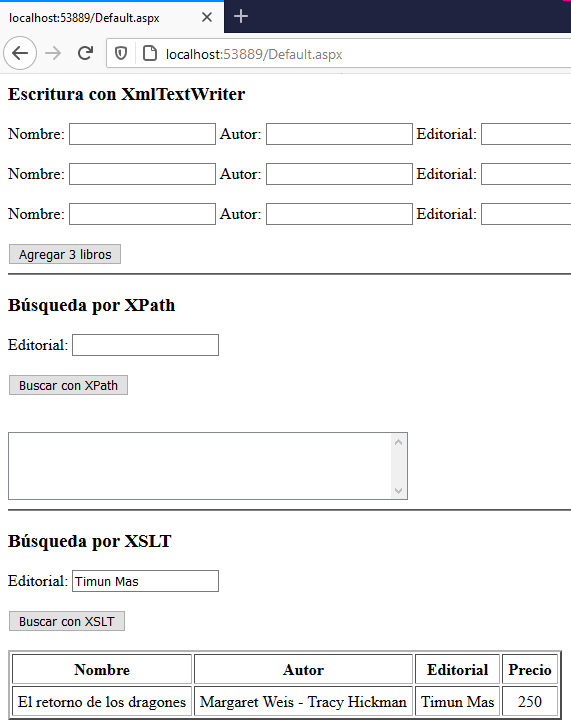 localhost:53889/Default.aspx
localhost:53889/Default.aspx
Escritura con XmlTextWriter
Nombre: Autor: Editorial:
Nombre: Autor: Editorial:
Nombre: Autor: Editorial:
Agregar 3 libros
Búsqueda por XPath
Editorial:
Buscar con XPath
Búsqueda por XSLT
Editorial: Timun Mas
Buscar con XSLT
Nombre Autor Editorial Precio
El retorno de los dragones Margaret Weis - Tracy Hickman Timun Mas 250